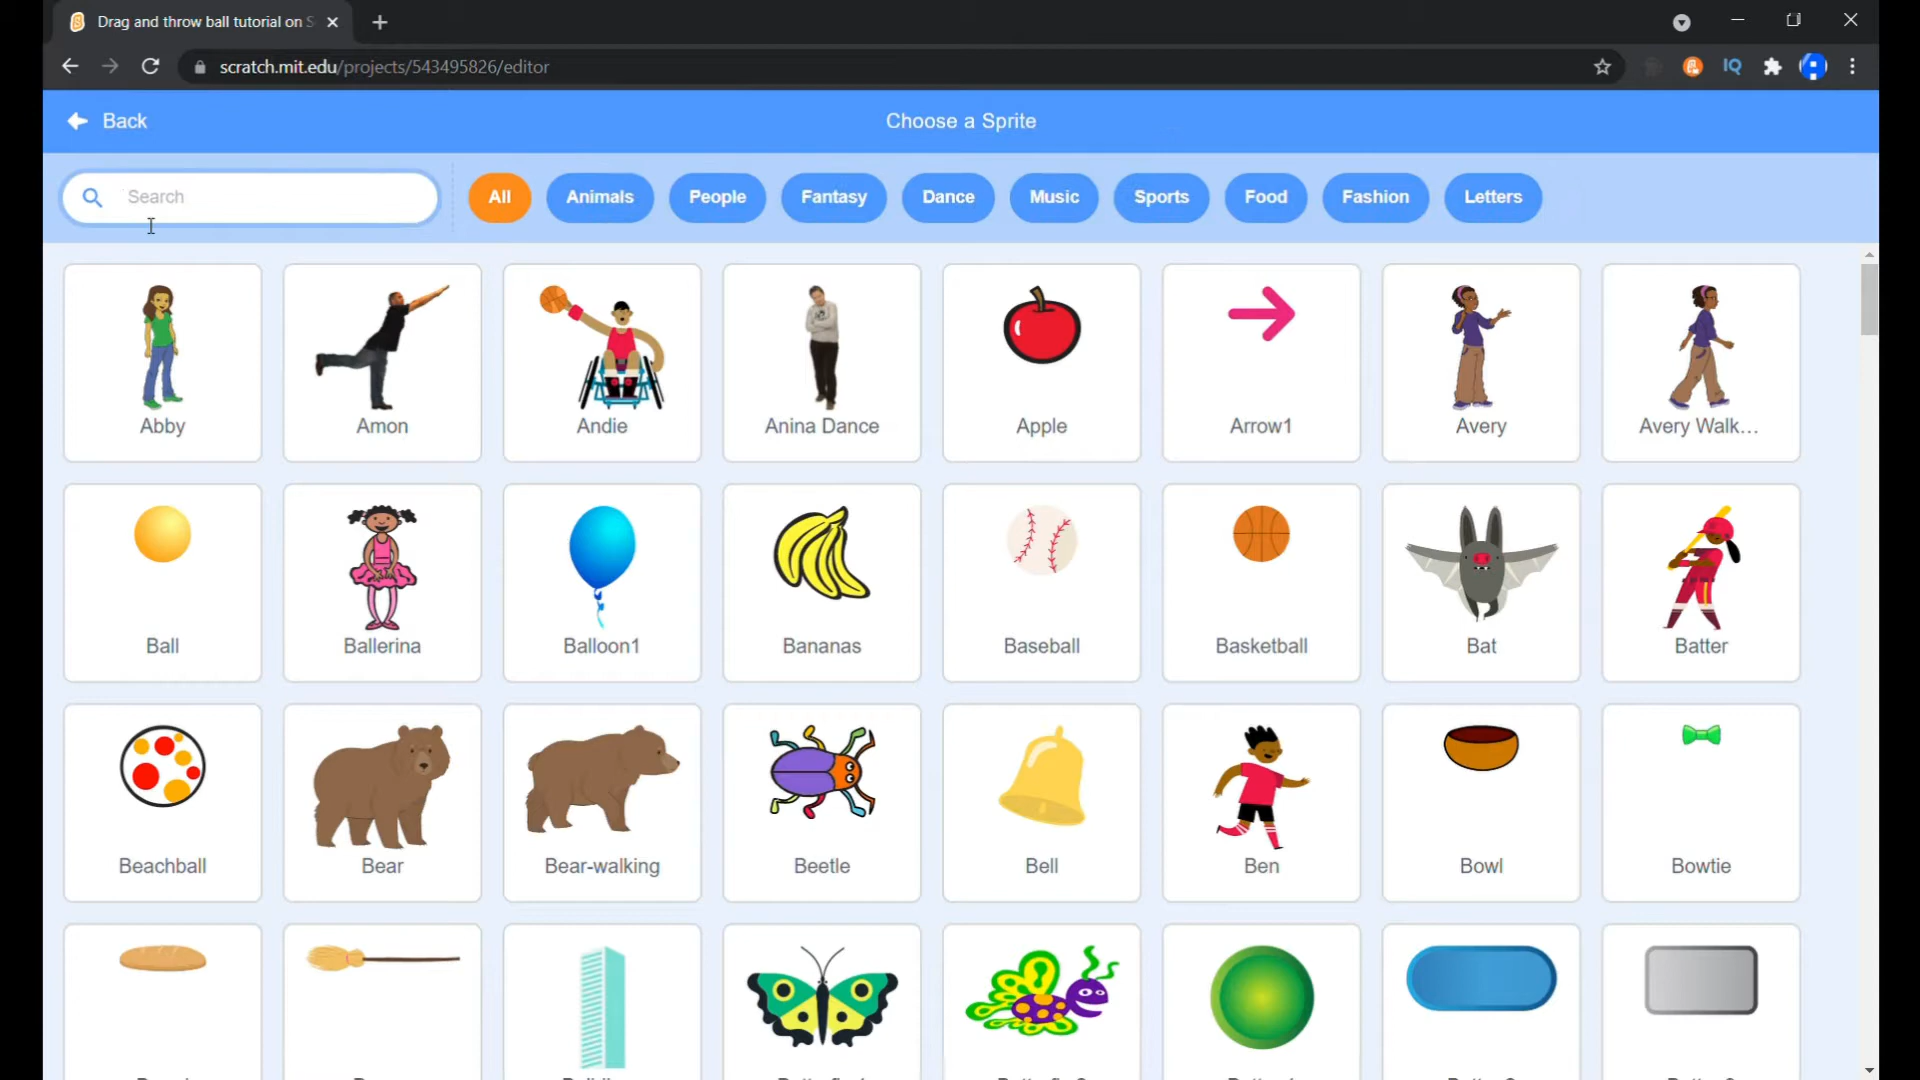 Drag and throw ball tutorial on S
scratch.mit.edu/projects/543495826/editor
IQ
Back
Choose a Sprite
Search
All
Animals
People
Fantasy
Dance
Music
Sports
Food
Fashion
Letters
Abby
Amon
Andie
Anina Dance
Apple
Arrow1
Avery
Avery Walk...
Ball
Ballerina
Balloon1
Bananas
Baseball
Basketball
Bat
Batter
Beachball
Bear
Bear-walking
Beetle
Bell
Ben
Bowl
Bowtie